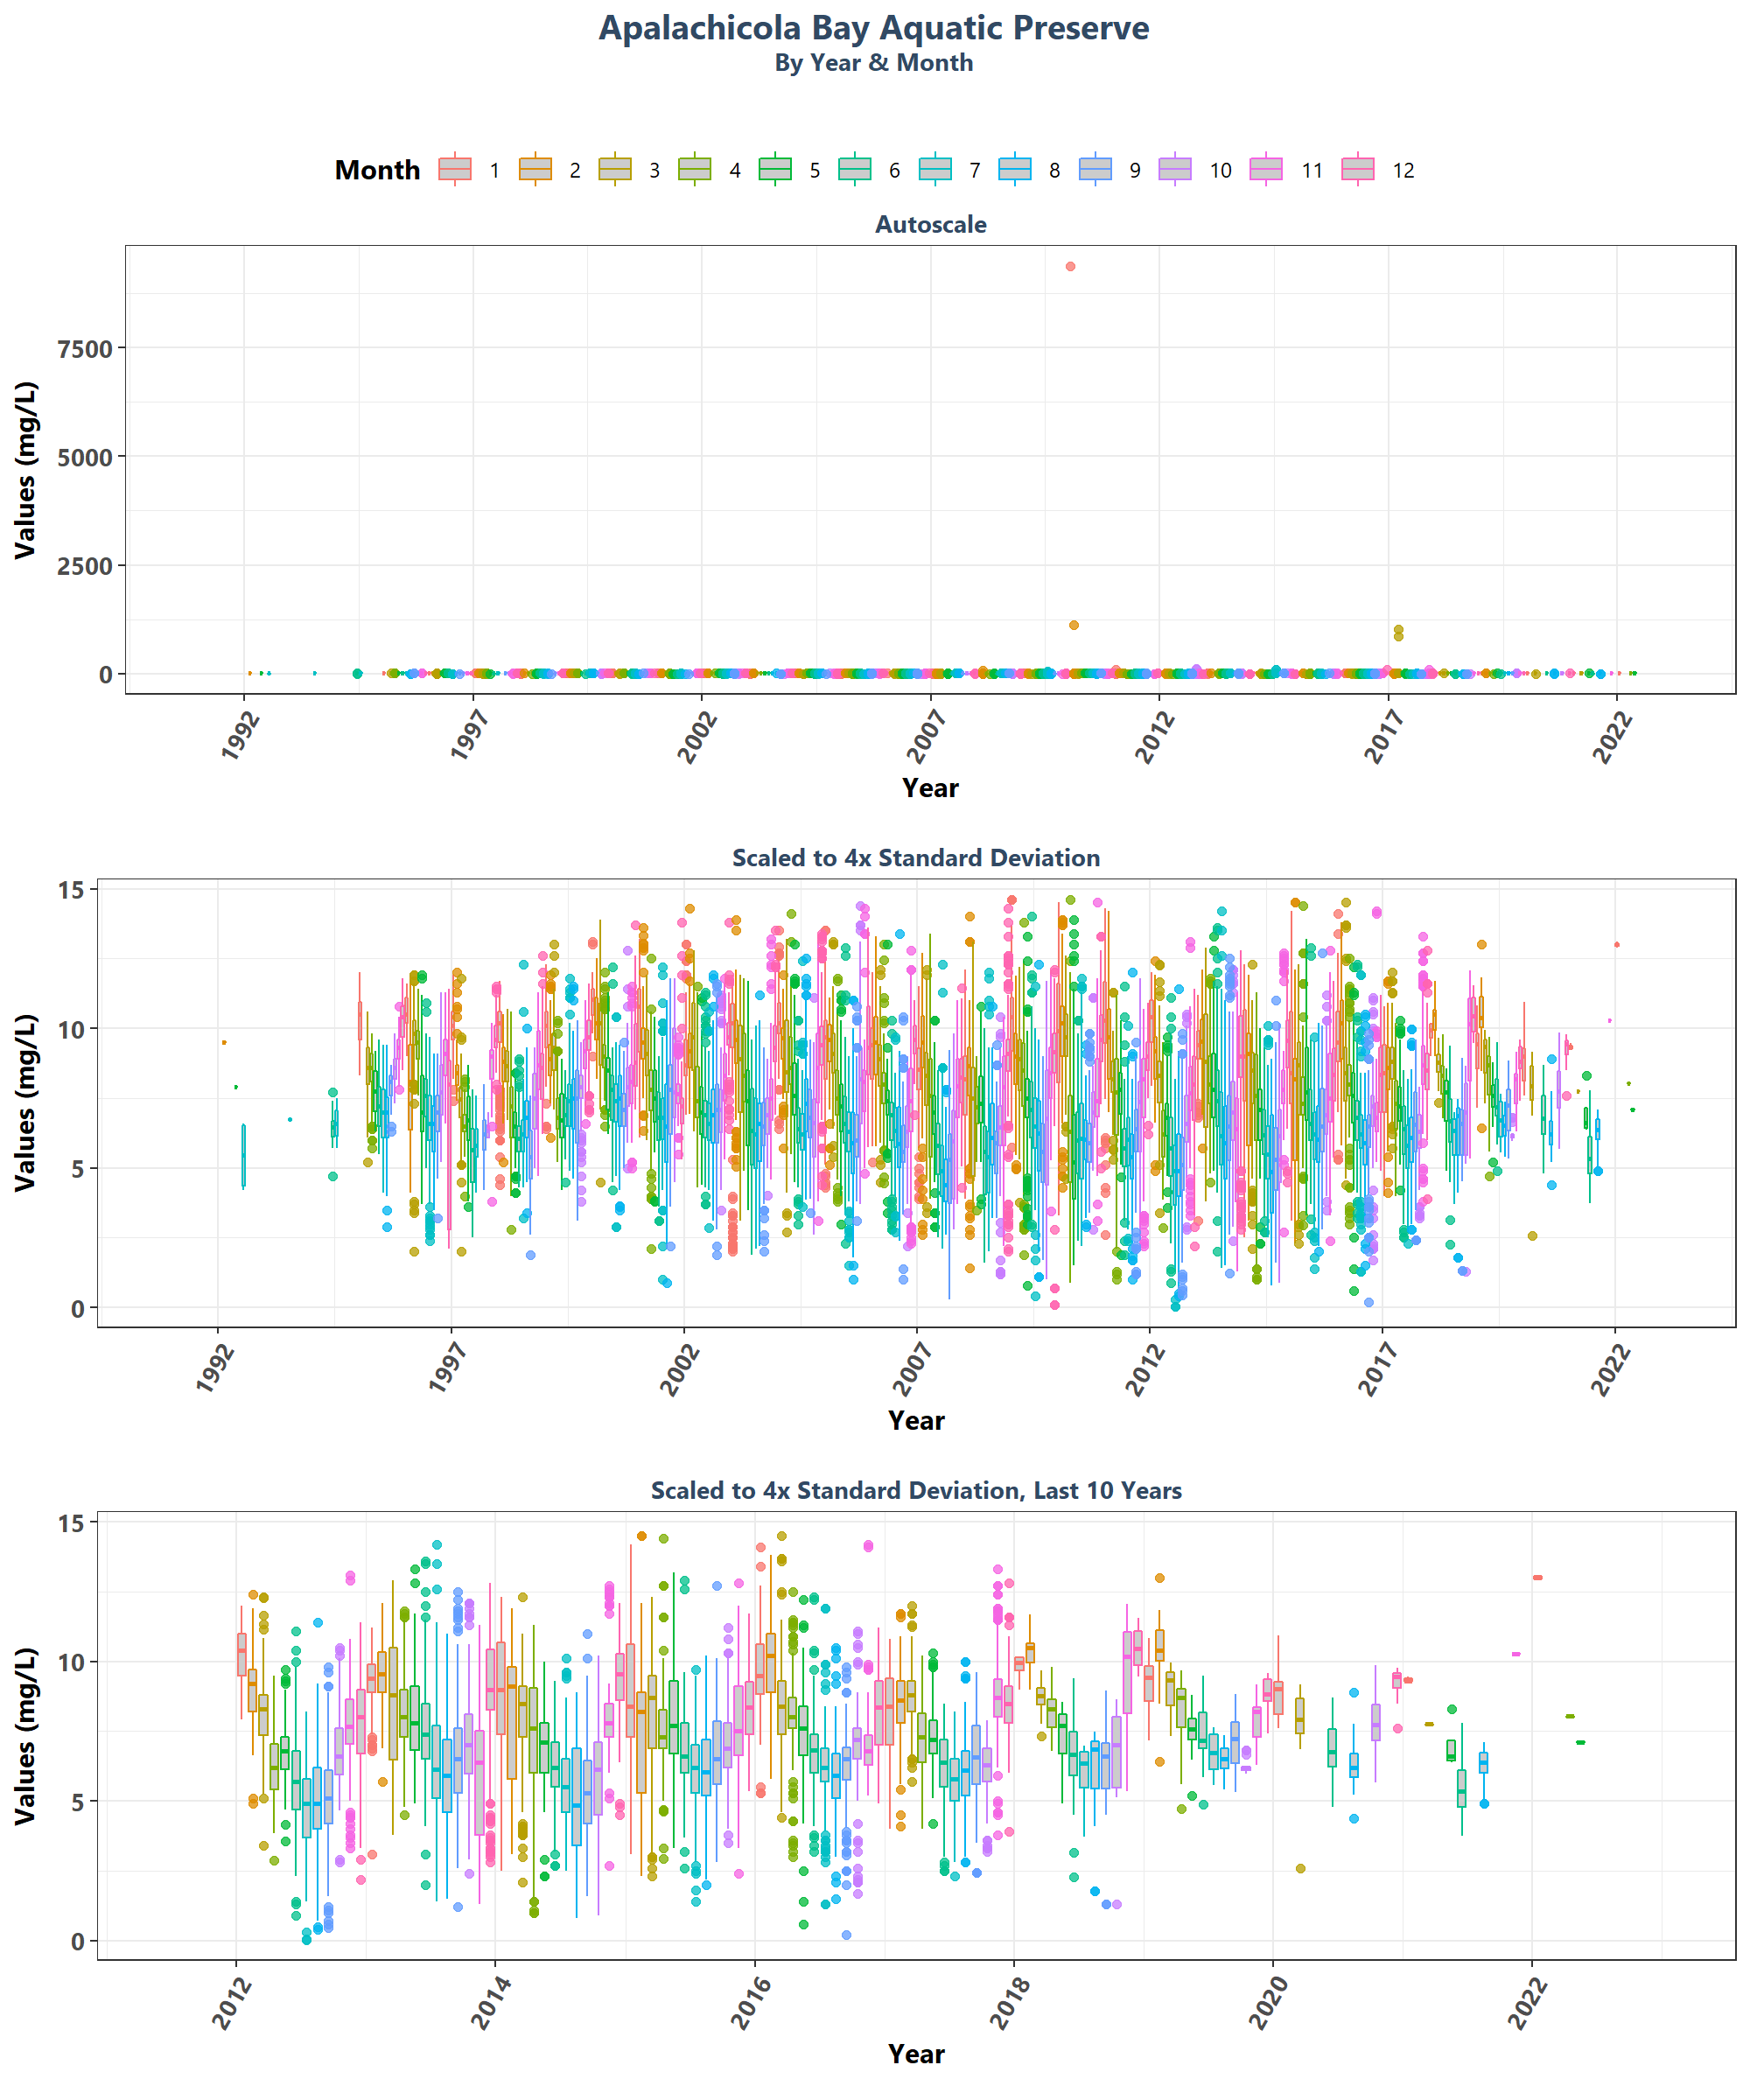 Apalachicola Bay Aquatic Preserve
By Year & Month
Month 1 2 3 4 5 6 7 8 9 10 11 12
Autoscale
Values (mg/L)
7500
5000
2500
0
1992 1997 2002 2007 2012 2017 2022
Year
Scaled to 4x Standard Deviation
Values (mg/L)
15
10
5
0
1992 1997 2002 2007 2012 2017 2022
Year
Scaled to 4x Standard Deviation, Last 10 Years
Values (mg/L)
15
10
5
0
2012 2014 2016 2018 2020 2022
Year